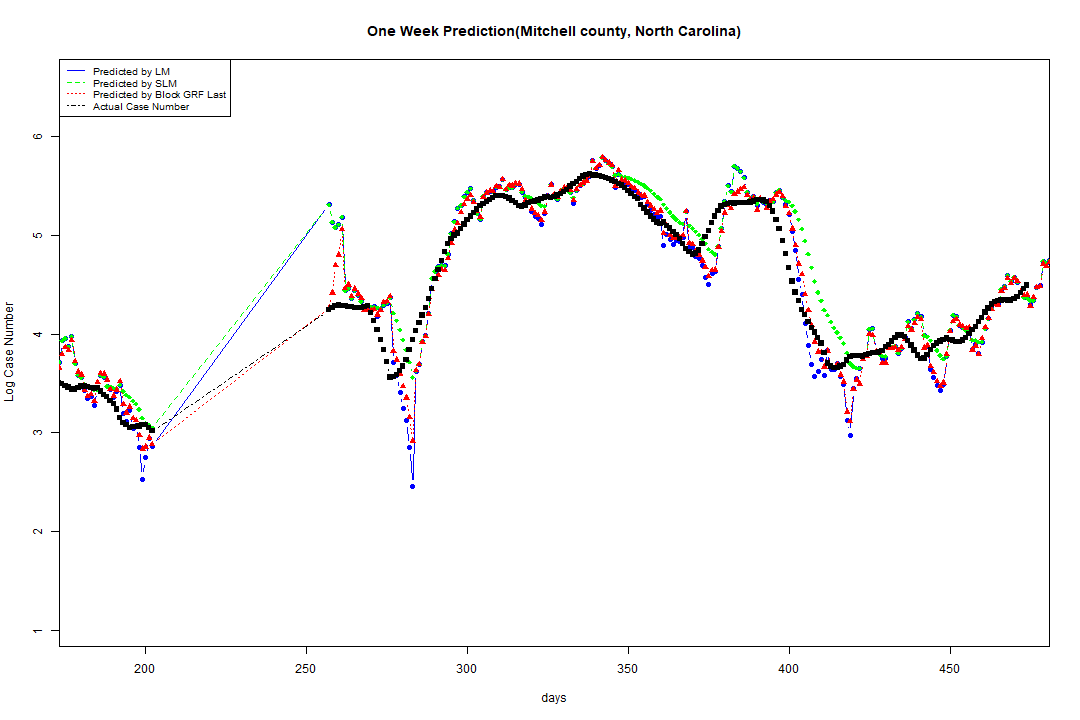 One Week Prediction(Mitchell county, North Carolina)
Predicted by LM
Predicted by SLM
Predicted by Block GRF Last
Actual Case Number
Log Case Number
6
5
4
3
2
1
200 250 300 350 400 450
days